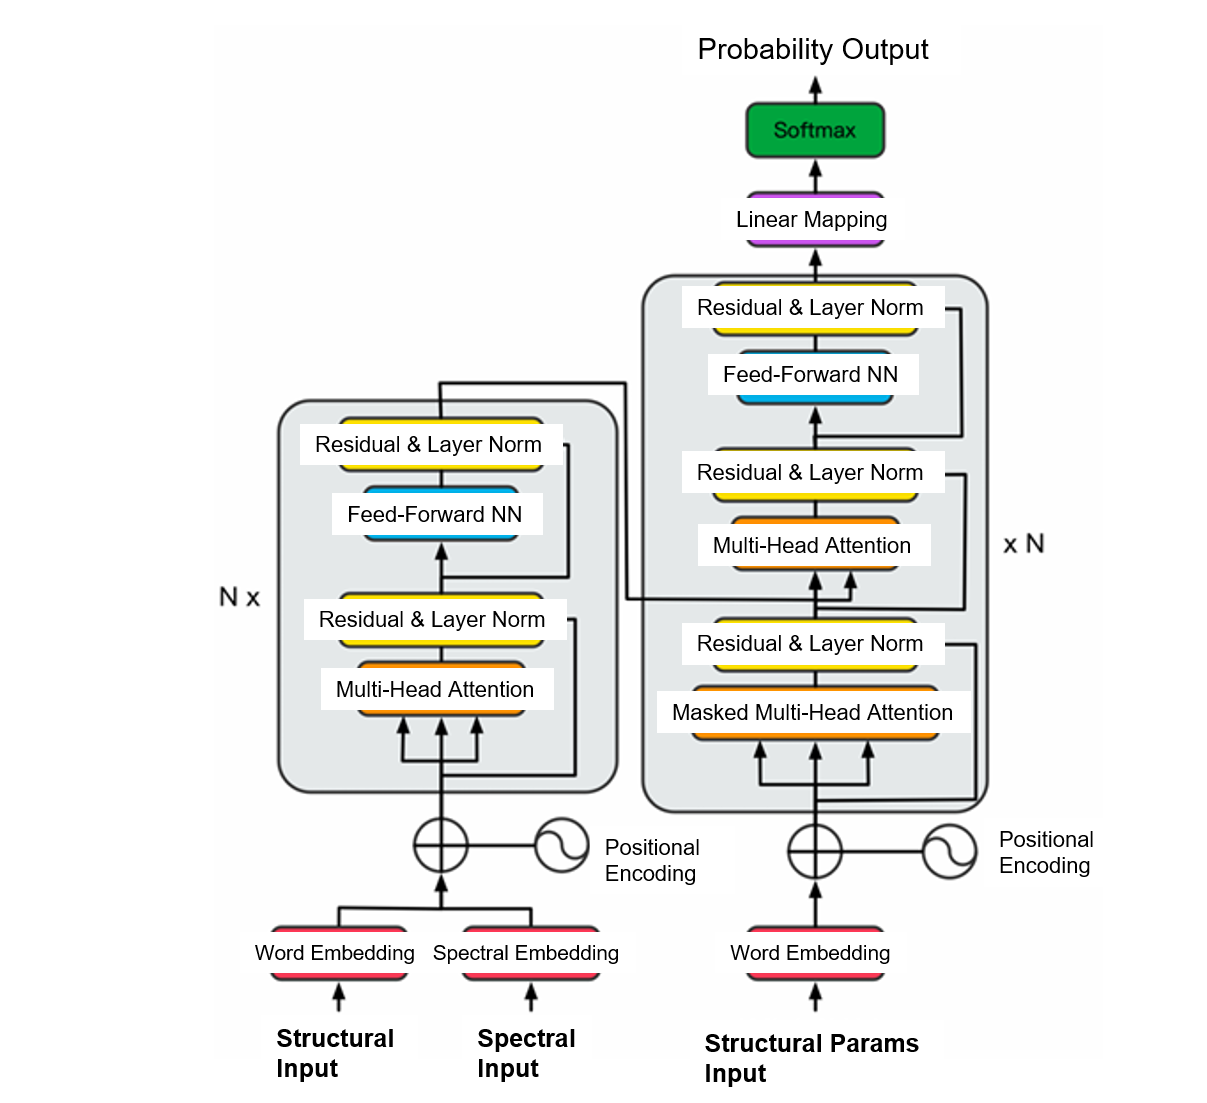 Probability Output
Softmax
Linear Mapping
Residual & Layer Norm
Feed-Forward NN
Residual & Layer Norm
Multi-Head Attention
x N
Residual & Layer Norm
Masked Multi-Head Attention
Positional
Encoding
Word Embedding
Structural Params
Input
Residual & Layer Norm
Feed-Forward NN
N x
Residual & Layer Norm
Multi-Head Attention
Positional
Encoding
Word Embedding
Spectral Embedding
Structural
Input
Spectral
Input